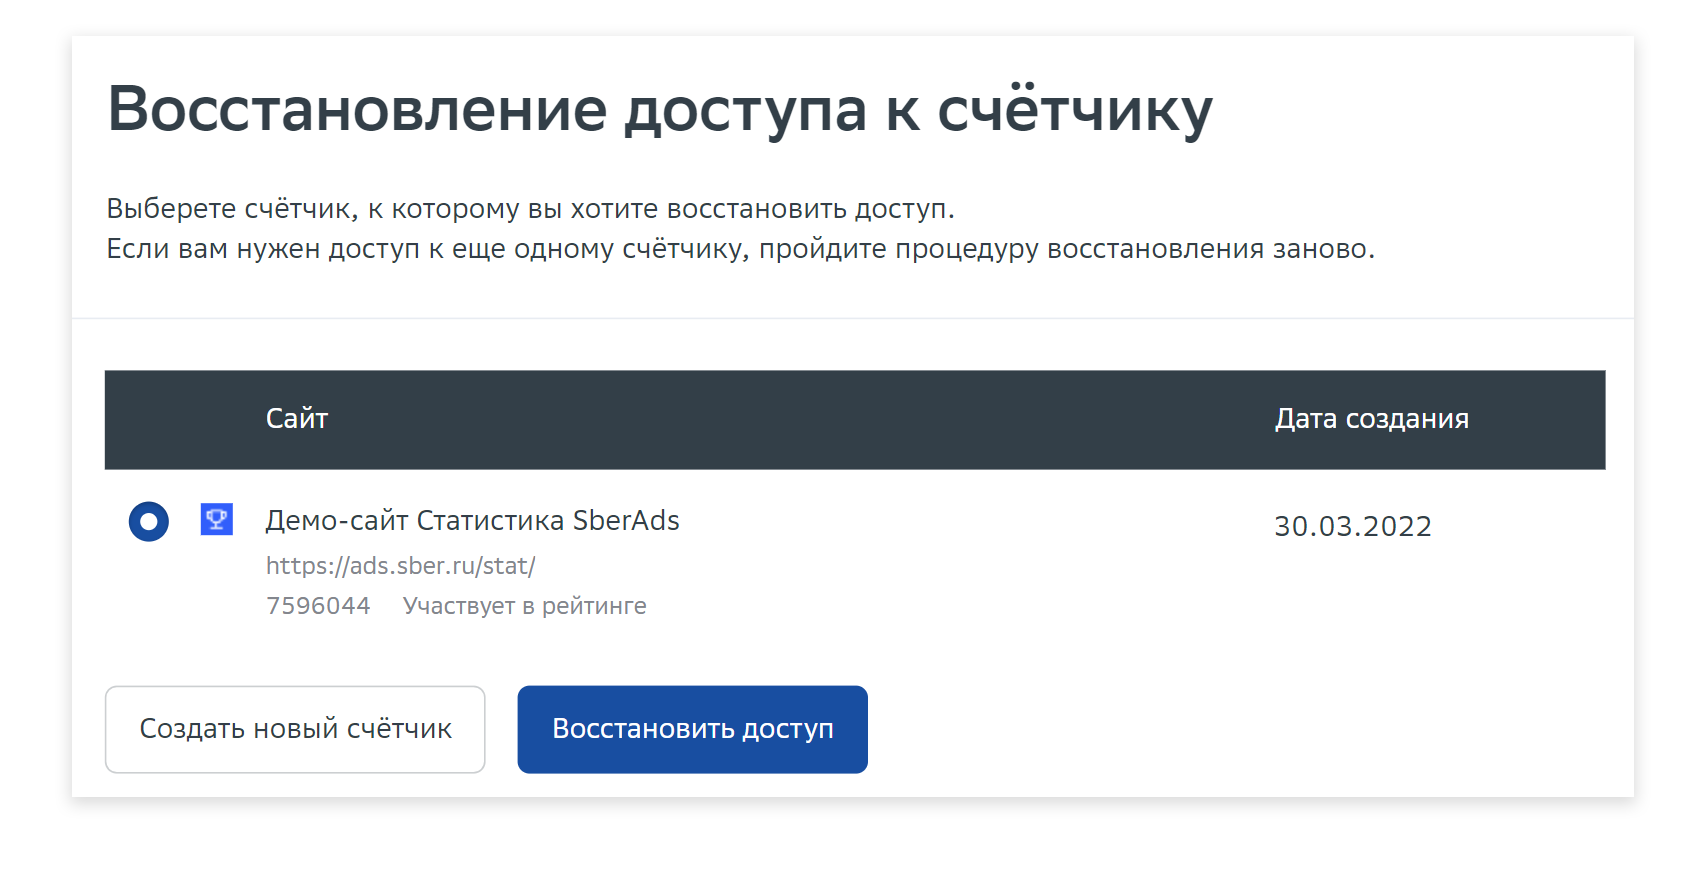 Восстановление доступа к счётчику
Выберете счётчик, к которому вы хотите восстановить доступ.
Если вам нужен доступ к еще одному счётчику, пройдите процедуру восстановления заново.
Сайт Дата создания
Демо-сайт Статистика SberAds 30.03.2022
https://ads.sber.ru/stat/
7596044 Участвует в рейтинге
Создать новый счётчик Восстановить доступ